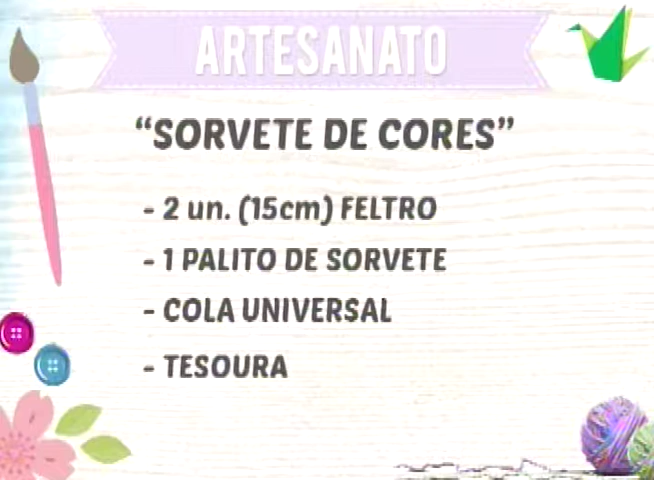 ARTESANATO
“SORVETE DE CORES”
- 2 un. (15cm) FELTRO
- 1 PALITO DE SORVETE
- COLA UNIVERSAL
- TESOURA